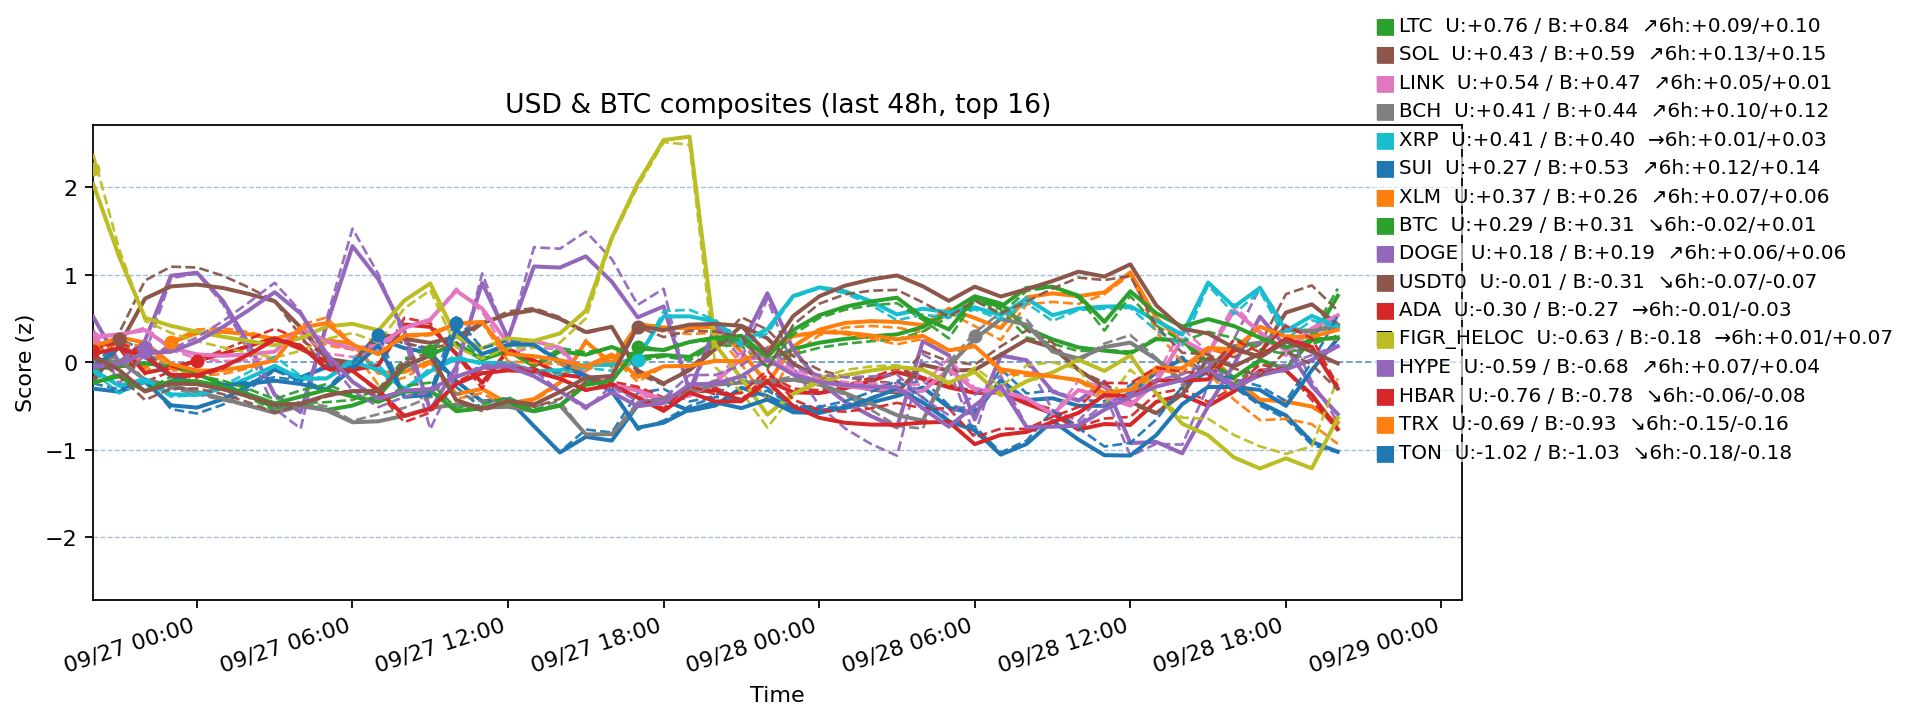 LTC U:+0.76 / B:+0.84 ↗6h:+0.09/+0.10
SOL U:+0.43 / B:+0.59 ↗6h:+0.13/+0.15
LINK U:+0.54 / B:+0.47 ↗6h:+0.05/+0.01
BCH U:+0.41 / B:+0.44 ↗6h:+0.10/+0.12
XRP U:+0.41 / B:+0.40 →6h:+0.01/+0.03
SUI U:+0.27 / B:+0.53 ↗6h:+0.12/+0.14
XLM U:+0.37 / B:+0.26 ↗6h:+0.07/+0.06
BTC U:+0.29 / B:+0.31 ↘6h:-0.02/+0.01
DOGE U:+0.18 / B:+0.19 ↗6h:+0.06/+0.06
USDT0 U:-0.01 / B:-0.31 ↘6h:-0.07/-0.07
ADA U:-0.30 / B:-0.27 →6h:-0.01/-0.03
FIGR_HELOC U:-0.63 / B:-0.18 →6h:+0.01/+0.07
HYPE U:-0.59 / B:-0.68 ↗6h:+0.07/+0.04
HBAR U:-0.76 / B:-0.78 ↘6h:-0.06/-0.08
TRX U:-0.69 / B:-0.93 ↘6h:-0.15/-0.16
TON U:-1.02 / B:-1.03 ↘6h:-0.18/-0.18
USD & BTC composites (last 48h, top 16)
Score (z)
2
1
0
−1
−2
09/27 00:00
09/27 06:00
09/27 12:00
09/27 18:00
09/28 00:00
09/28 06:00
09/28 12:00
09/28 18:00
09/29 00:00
Time